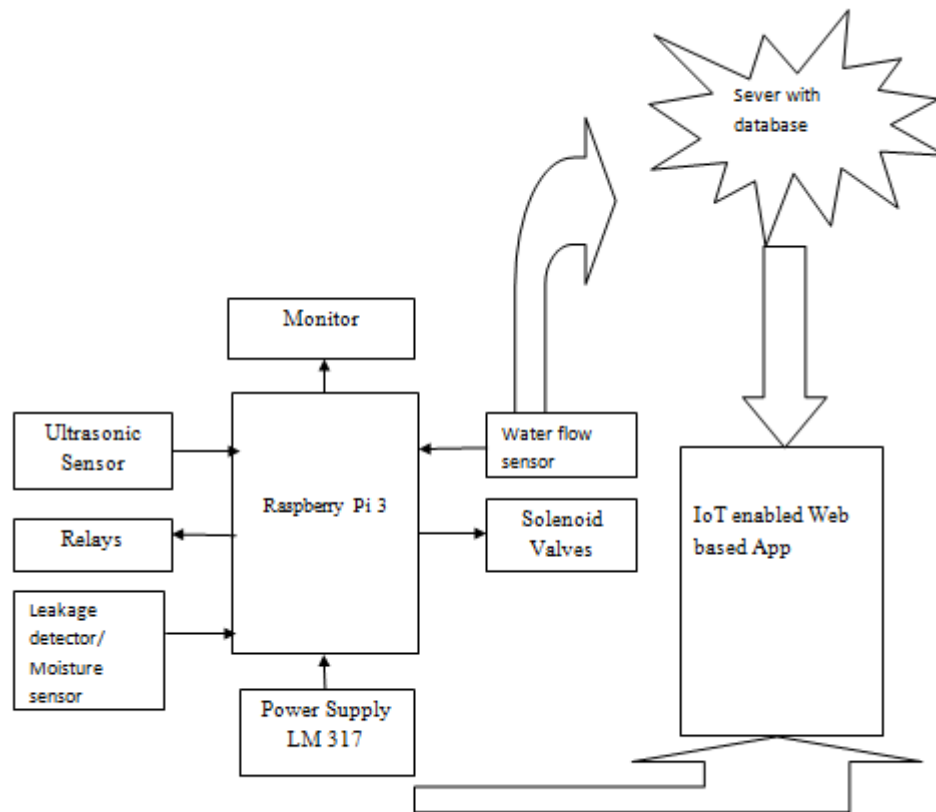 Sever with
database
Monitor
Ultrasonic
Sensor
Water flow
sensor
Raspberry Pi 3
Relays
Solenoid
Valves
IoT enabled Web
based App
Leakage
detector/
Moisture
sensor
Power Supply
LM 317